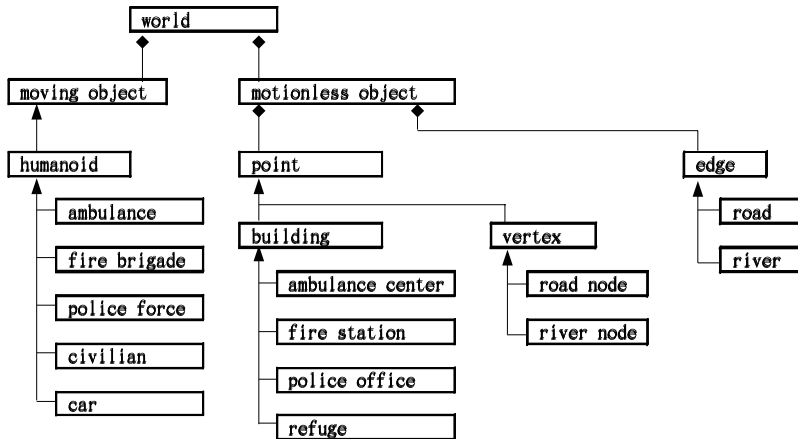 world
moving object
motionless object
humanoid
point
edge
ambulance
road
building
vertex
fire brigade
river
ambulance center
road node
police force
fire station
river node
civilian
police office
car
refuge